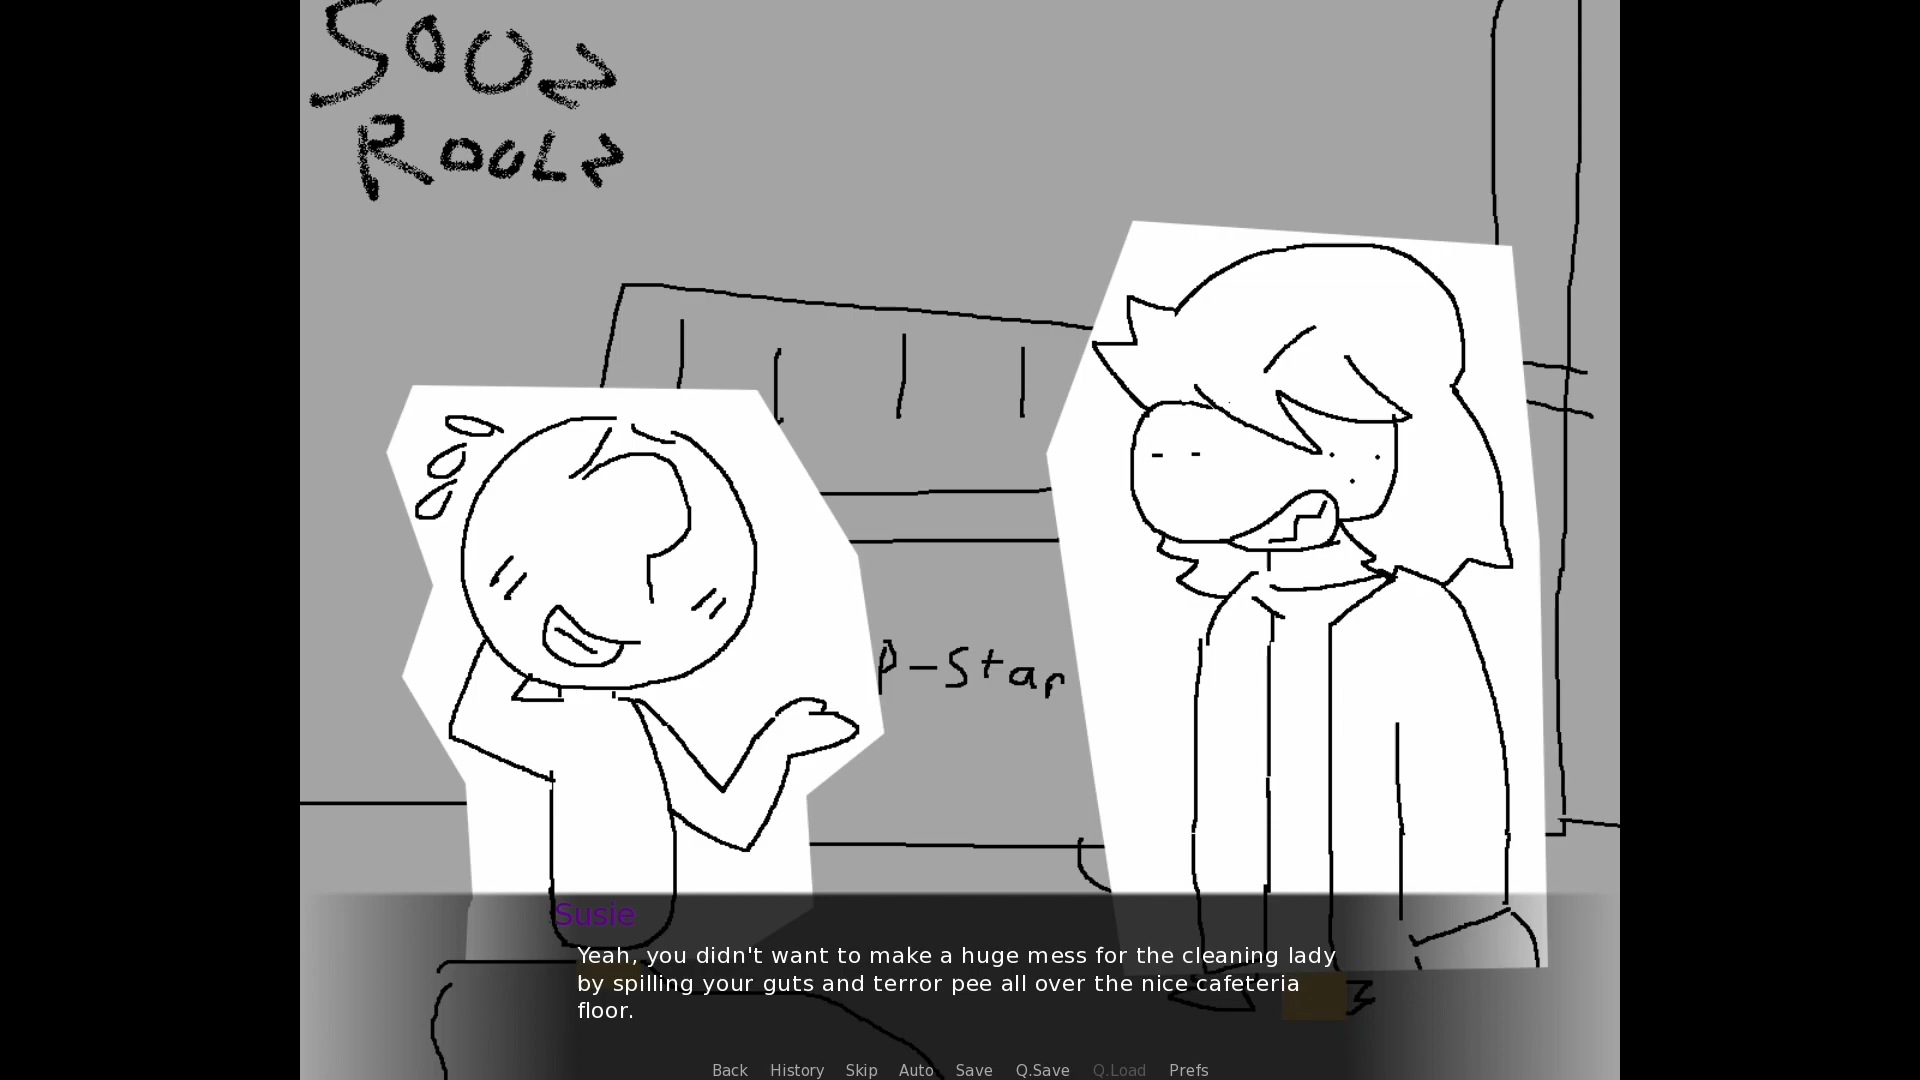 SOUZ
ROOLZ
P-Star
Susie
Yeah, you didn't want to make a huge mess for the cleaning lady
by spilling your guts and terror pee all over the nice cafeteria
floor.
Back History Skip Auto Save Q.Save Q.Load Prefs